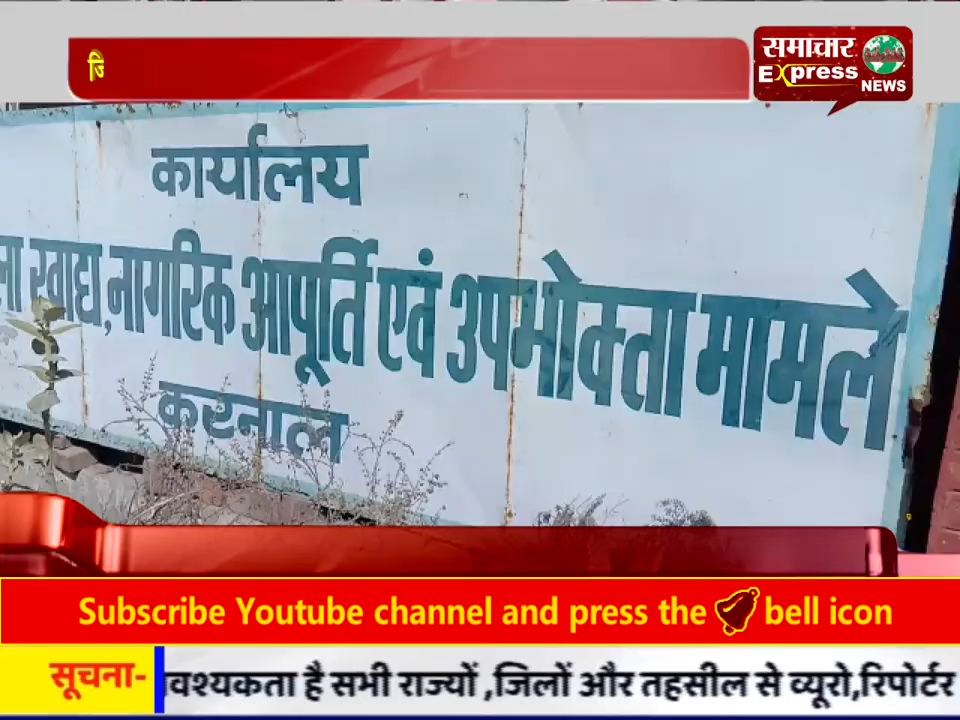 समाचार
Express
NEWS
कार्यालय
खाद्य,नागरिक आपूर्ति एवं उपभोक्ता मामले
करनाल
Subscribe Youtube channel and press the bell icon
सूचना- वश्यकता है सभी राज्यों ,जिलों और तहसील से व्यूरो,रिपोर्टर